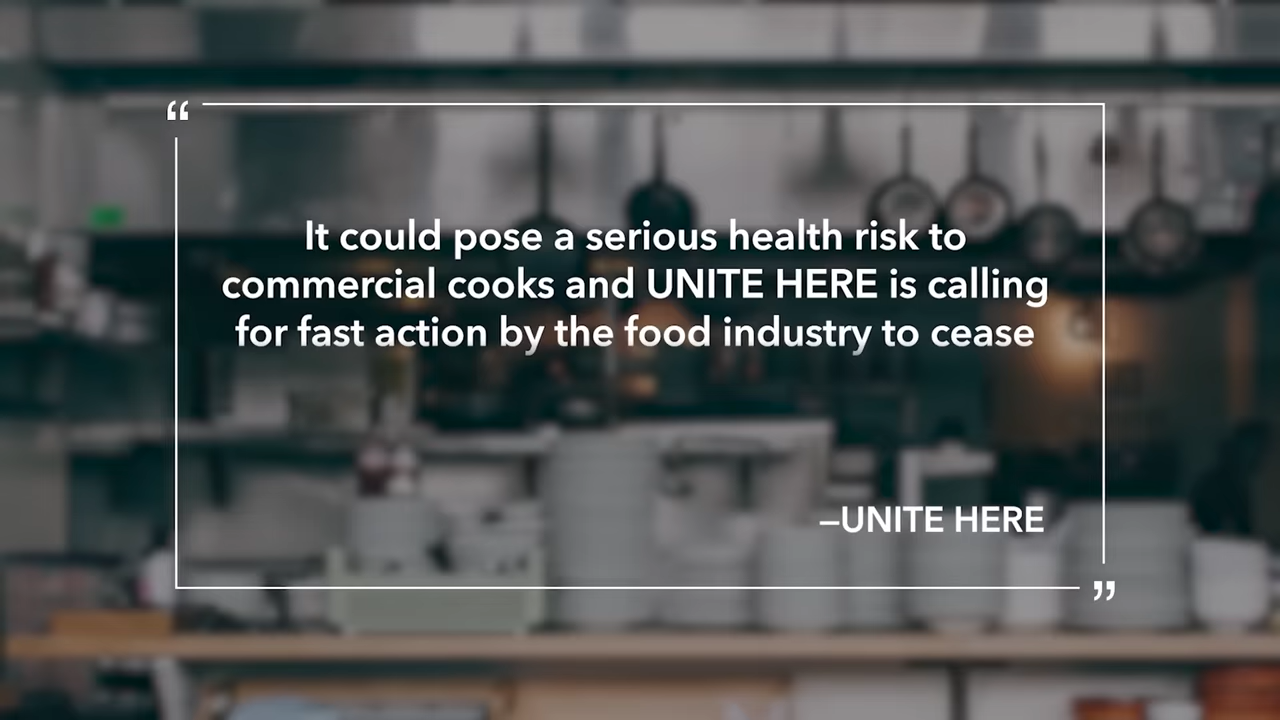 “
It could pose a serious health risk to
commercial cooks and UNITE HERE is calling
for fast action by the food industry to cease
–UNITE HERE
”